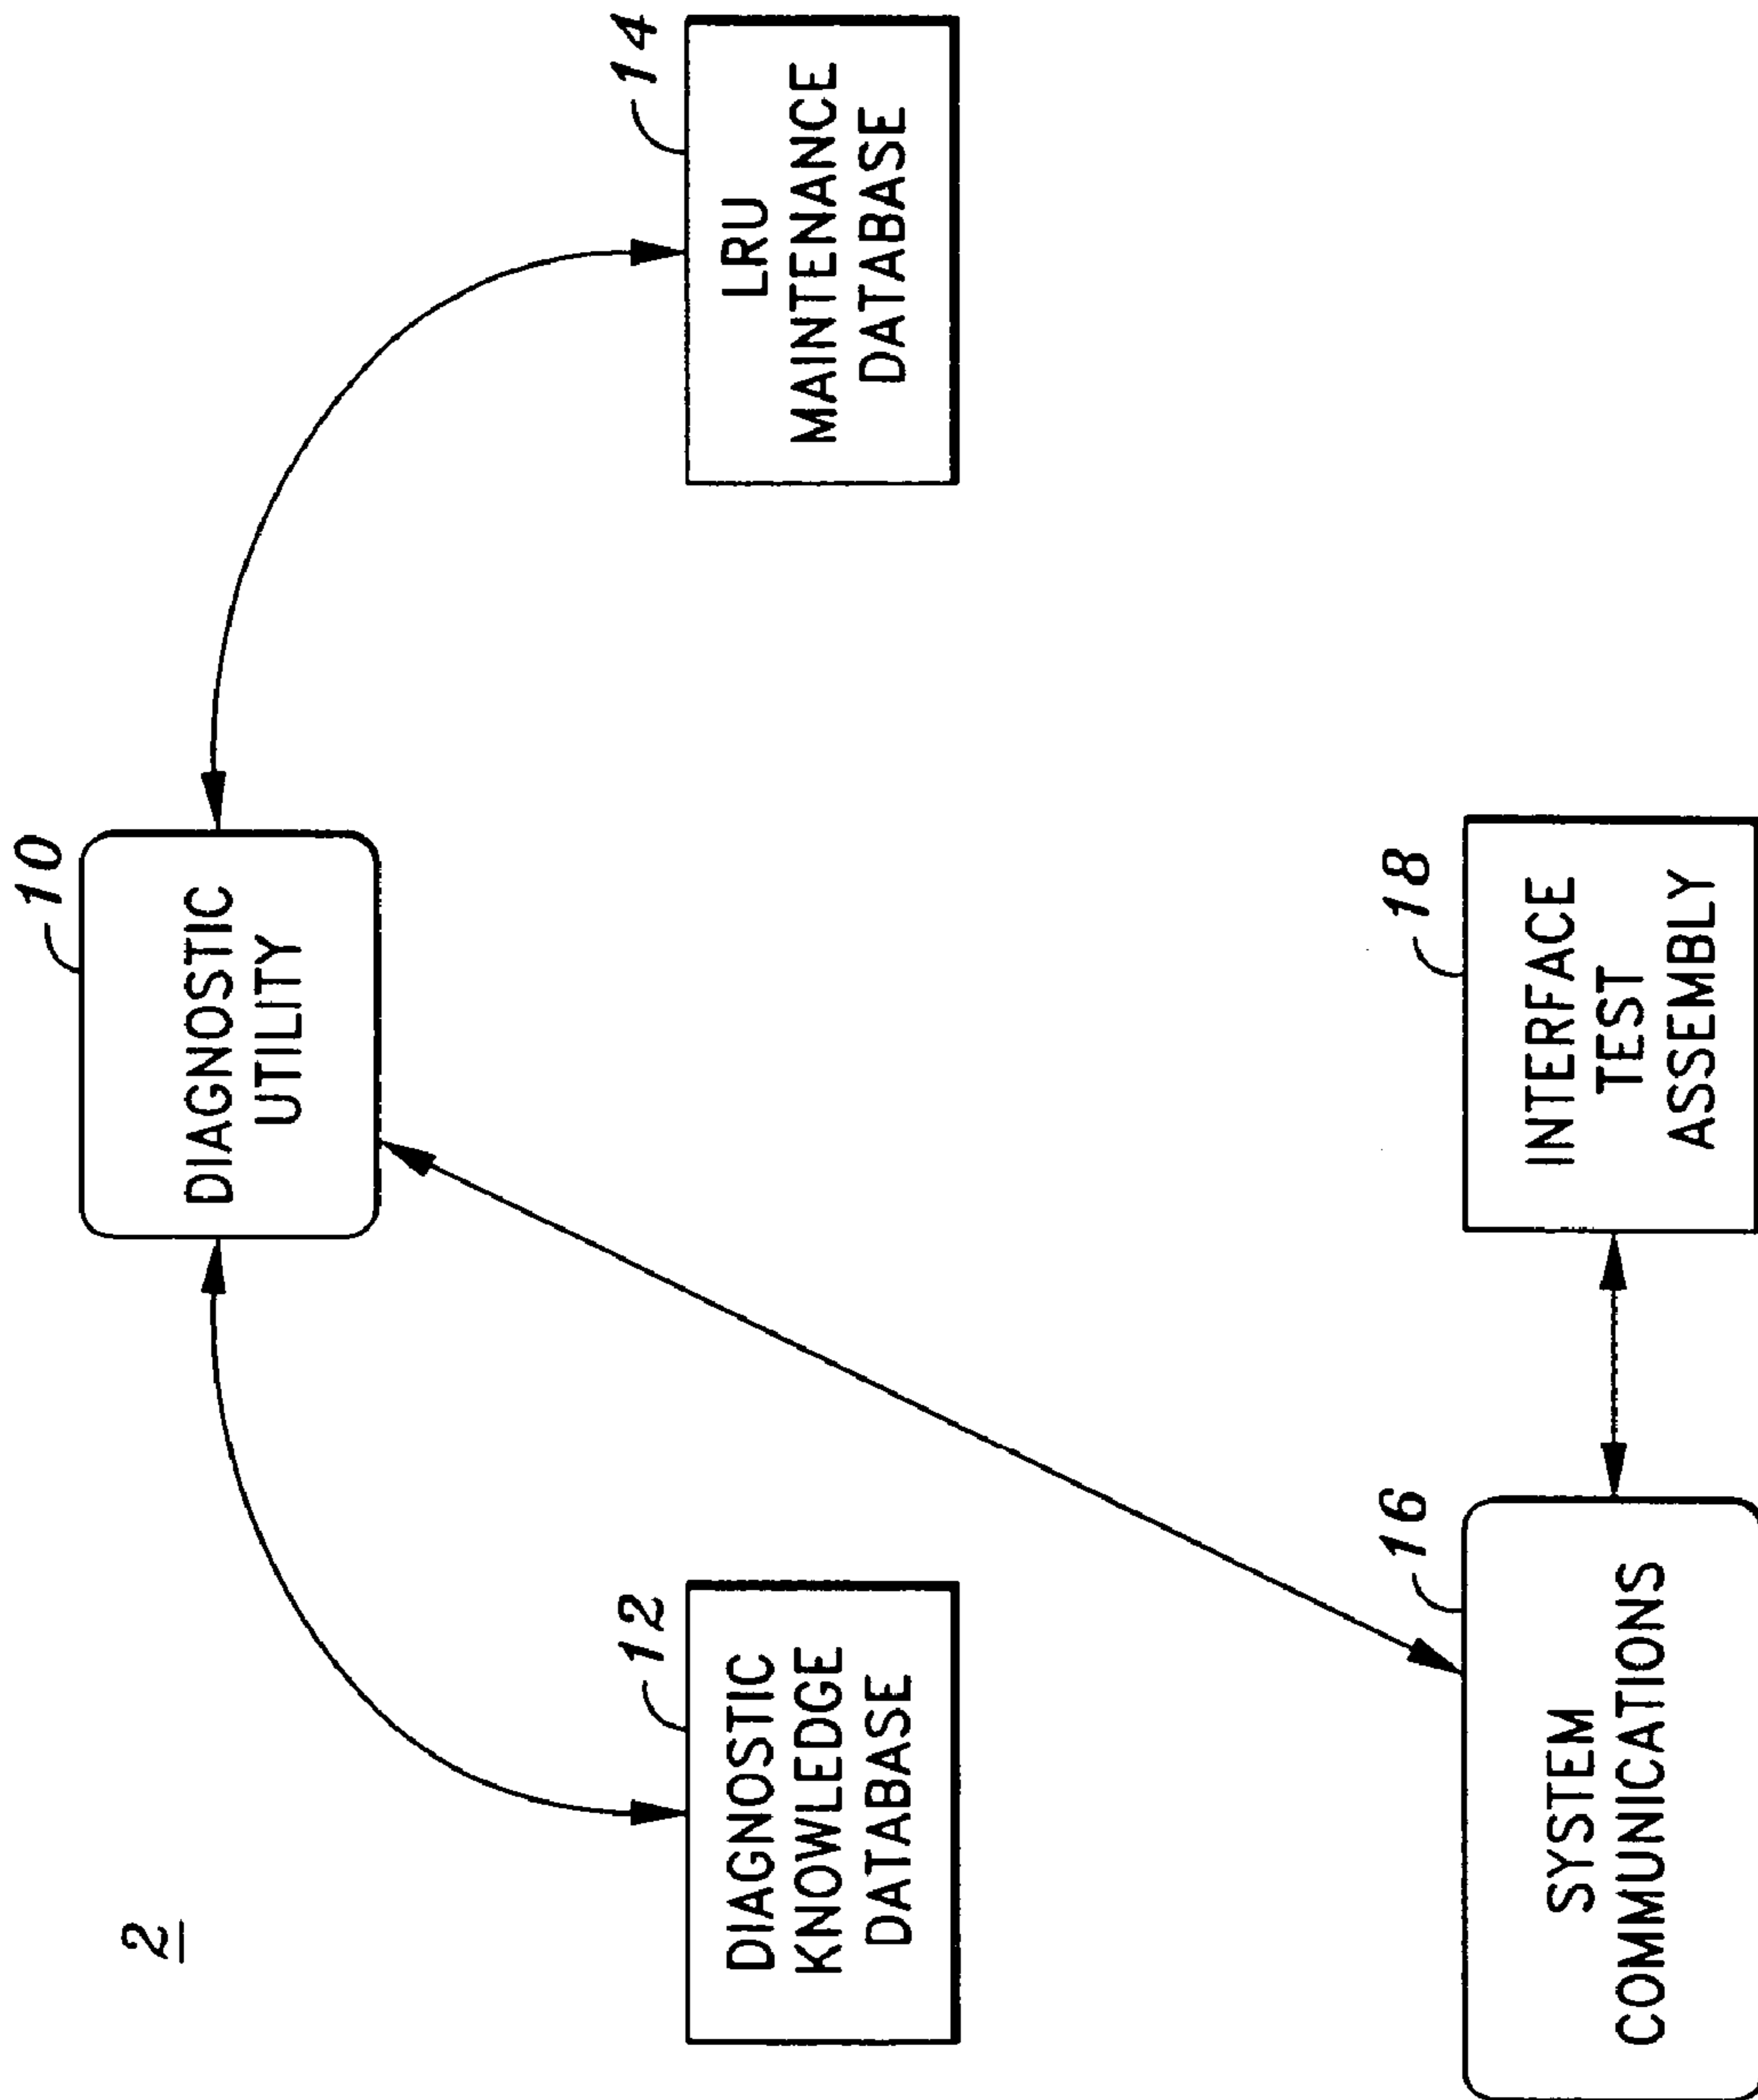 2
10
DIAGNOSTIC
UTILITY
12
DIAGNOSTIC
KNOWLEDGE
DATABASE
14
LRU
MAINTENANCE
DATABASE
16
SYSTEM
COMMUNICATIONS
18
INTERFACE
TEST
ASSEMBLY